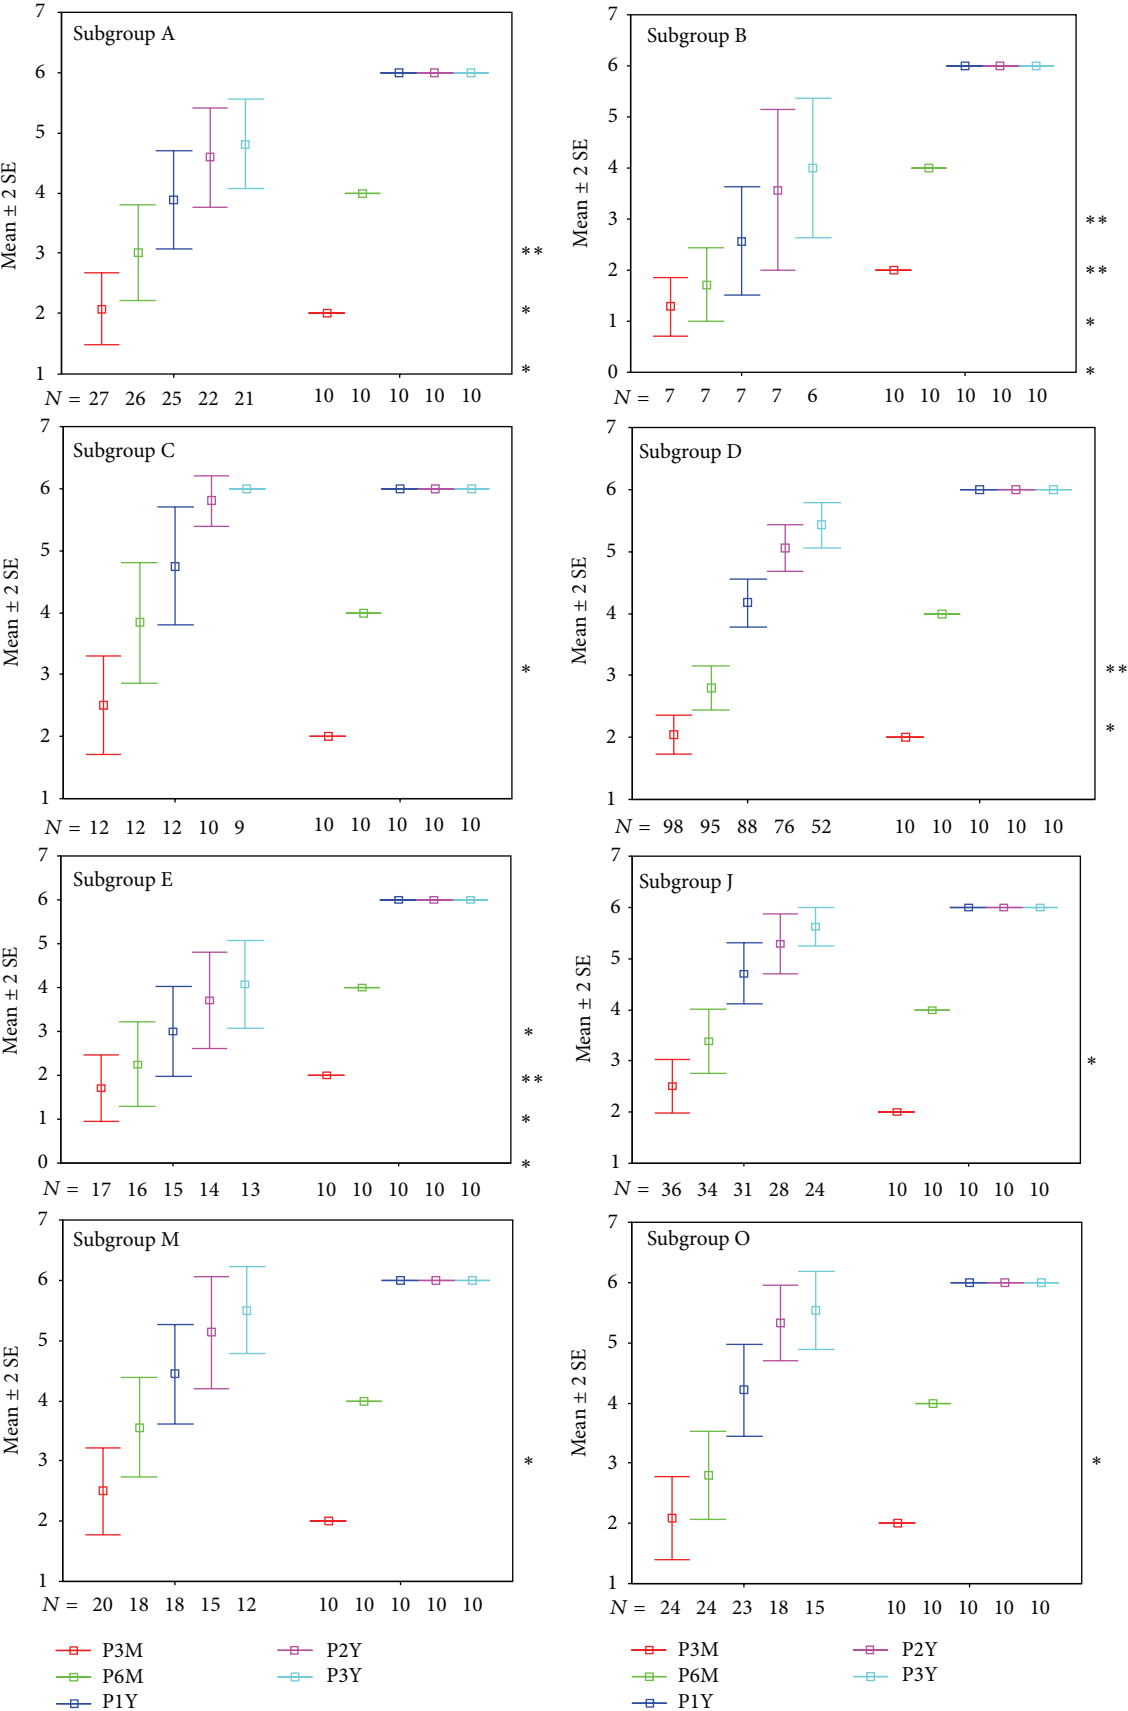 Subgroup A
Mean ± 2 SE
7
6
5
4
3
2
1
**
*
*
N = 27 26 25 22 21 10 10 10 10 10
Subgroup B
Mean ± 2 SE
7
6
5
4
3
2
1
0
**
**
*
*
N = 7 7 7 7 6 10 10 10 10 10
Subgroup C
Mean ± 2 SE
7
6
5
4
3
2
1
*
N = 12 12 12 10 9 10 10 10 10 10
Subgroup D
Mean ± 2 SE
7
6
5
4
3
2
1
**
*
N = 98 95 88 76 52 10 10 10 10 10
Subgroup E
Mean ± 2 SE
7
6
5
4
3
2
1
0
*
**
*
*
N = 17 16 15 14 13 10 10 10 10 10
Subgroup J
Mean ± 2 SE
7
6
5
4
3
2
1
*
N = 36 34 31 28 24 10 10 10 10 10
Subgroup M
Mean ± 2 SE
7
6
5
4
3
2
1
*
N = 20 18 18 15 12 10 10 10 10 10
Subgroup O
Mean ± 2 SE
7
6
5
4
3
2
1
*
N = 24 24 23 18 15 10 10 10 10 10
P3M
P6M
P1Y
P2Y
P3Y
P3M
P6M
P1Y
P2Y
P3Y